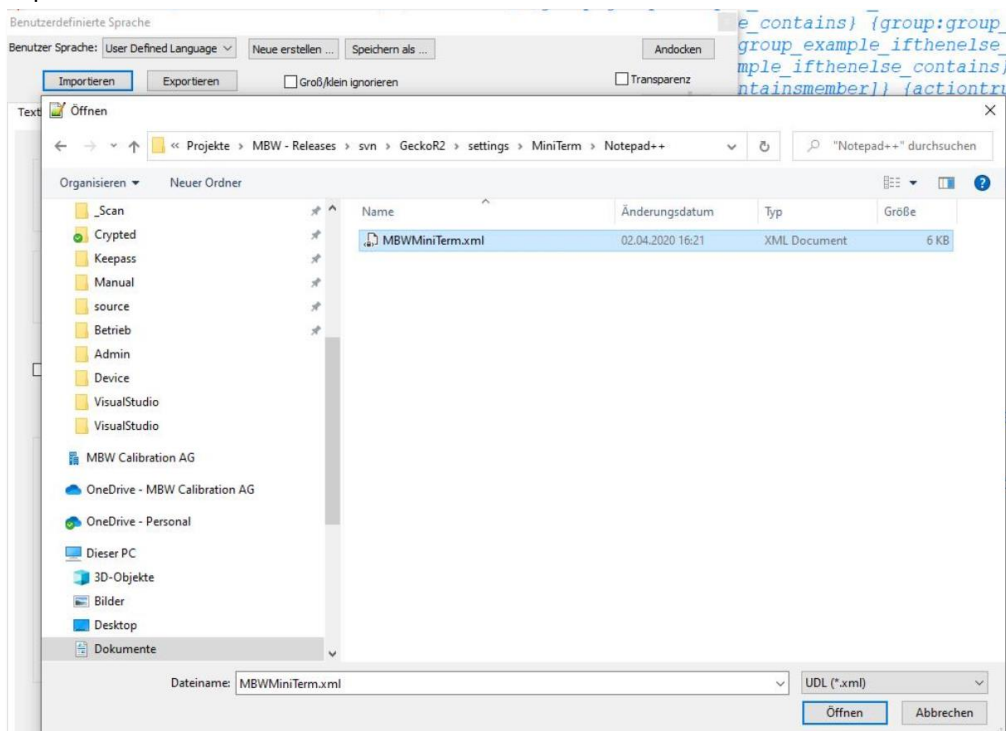 Benutzerdefinierte Sprache
Benutzer Sprache: User Defined Language Neue erstellen ... Speichern als ... Andocken
Importieren Exportieren Groß/klein ignorieren Transparenz
e_contains} {group:group_
group_example_ifthenelse_
mple_ifthenelse_contains}
ntainsmember]} {actiontru
Text
Öffnen
« Projekte › MBW - Releases › svn › GeckoR2 › settings › MiniTerm › Notepad++
"Notepad++" durchsuchen
Organisieren Neuer Ordner
Name Änderungsdatum Typ Größe
MBWMiniTerm.xml 02.04.2020 16:21 XML Document 6 KB
_Scan
Crypted
Keepass
Manual
source
Betrieb
Admin
Device
VisualStudio
VisualStudio
MBW Calibration AG
OneDrive - MBW Calibration AG
OneDrive - Personal
Dieser PC
3D-Objekte
Bilder
Desktop
Dokumente
Dateiname: MBWMiniTerm.xml UDL (*.xml)
Öffnen Abbrechen